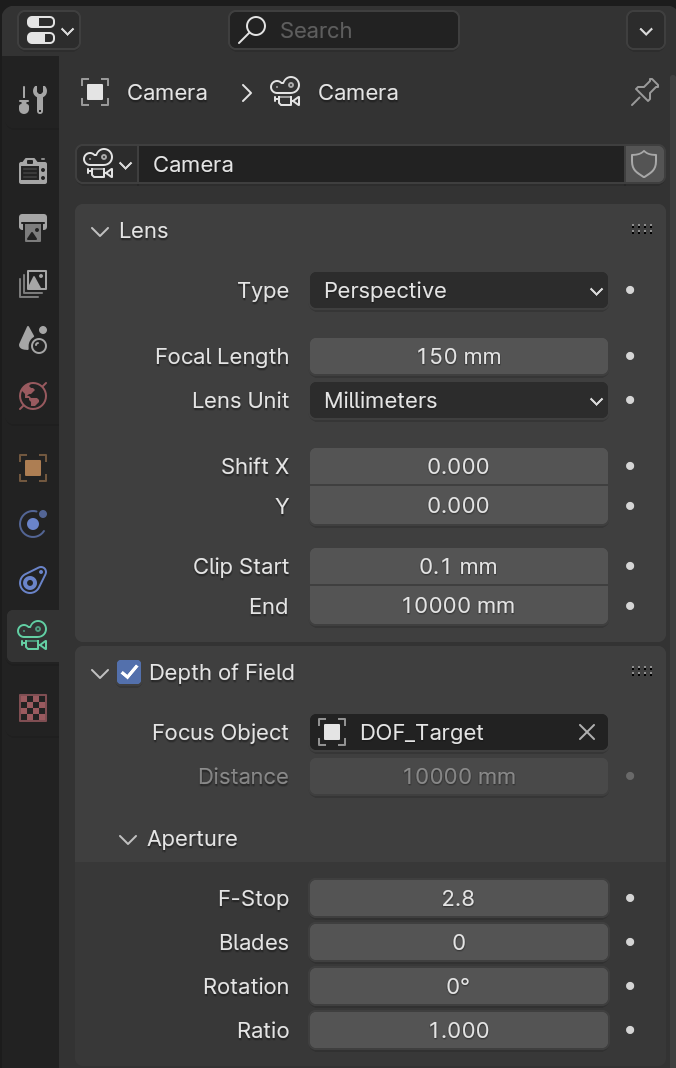 Search
Camera > Camera
Camera
Lens
Type Perspective
Focal Length 150 mm
Lens Unit Millimeters
Shift X 0.000
Y 0.000
Clip Start 0.1 mm
End 10000 mm
Depth of Field
Focus Object DOF_Target
Distance 10000 mm
Aperture
F-Stop 2.8
Blades 0
Rotation 0°
Ratio 1.000